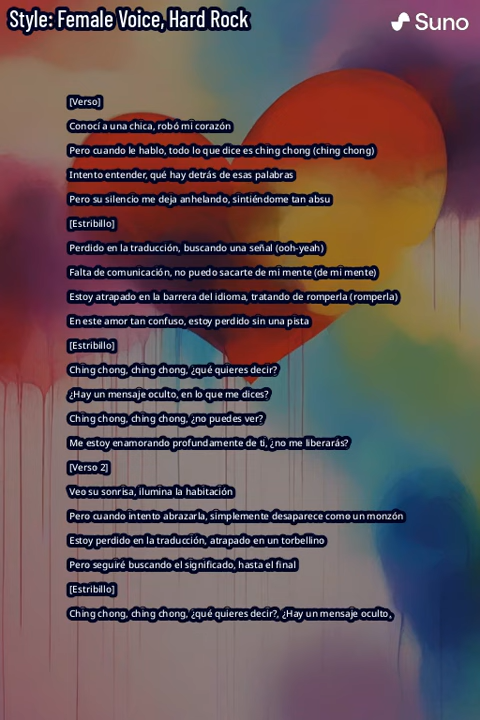 Style: Female Voice, Hard Rock
Suno
[Verso]
Conocí a una chica, robó mi corazón
Pero cuando le hablo, todo lo que dice es ching chong (ching chong)
Intento entender, qué hay detrás de esas palabras
Pero su silencio me deja anhelando, sintiéndome tan absu
[Estribillo]
Perdido en la traducción, buscando una señal (ooh-yeah)
Falta de comunicación, no puedo sacarte de mi mente (de mi mente)
Estoy atrapado en la barrera del idioma, tratando de romperla (romperla)
En este amor tan confuso, estoy perdido sin una pista
[Estribillo]
Ching chong, ching chong, ¿qué quieres decir?
¿Hay un mensaje oculto, en lo que me dices?
Ching chong, ching chong, ¿no puedes ver?
Me estoy enamorando profundamente de ti, ¿no me liberarás?
[Verso 2]
Veo su sonrisa, ilumina la habitación
Pero cuando intento abrazarla, simplemente desaparece como un monzón
Estoy perdido en la traducción, atrapado en un torbellino
Pero seguiré buscando el significado, hasta el final
[Estribillo]
Ching chong, ching chong, ¿qué quieres decir?, ¿Hay un mensaje oculto,